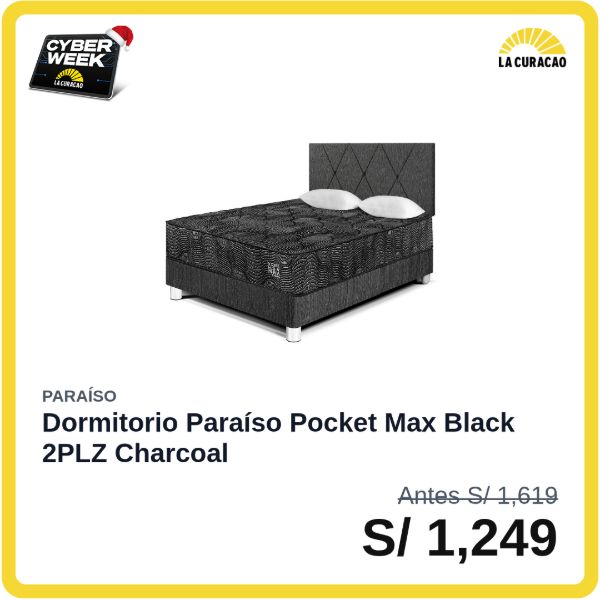 CYBER
WEEK
LA CURACAO
LA CURACAO
PARAÍSO
Dormitorio Paraíso Pocket Max Black
2PLZ Charcoal
Antes S/ 1,619
S/ 1,249